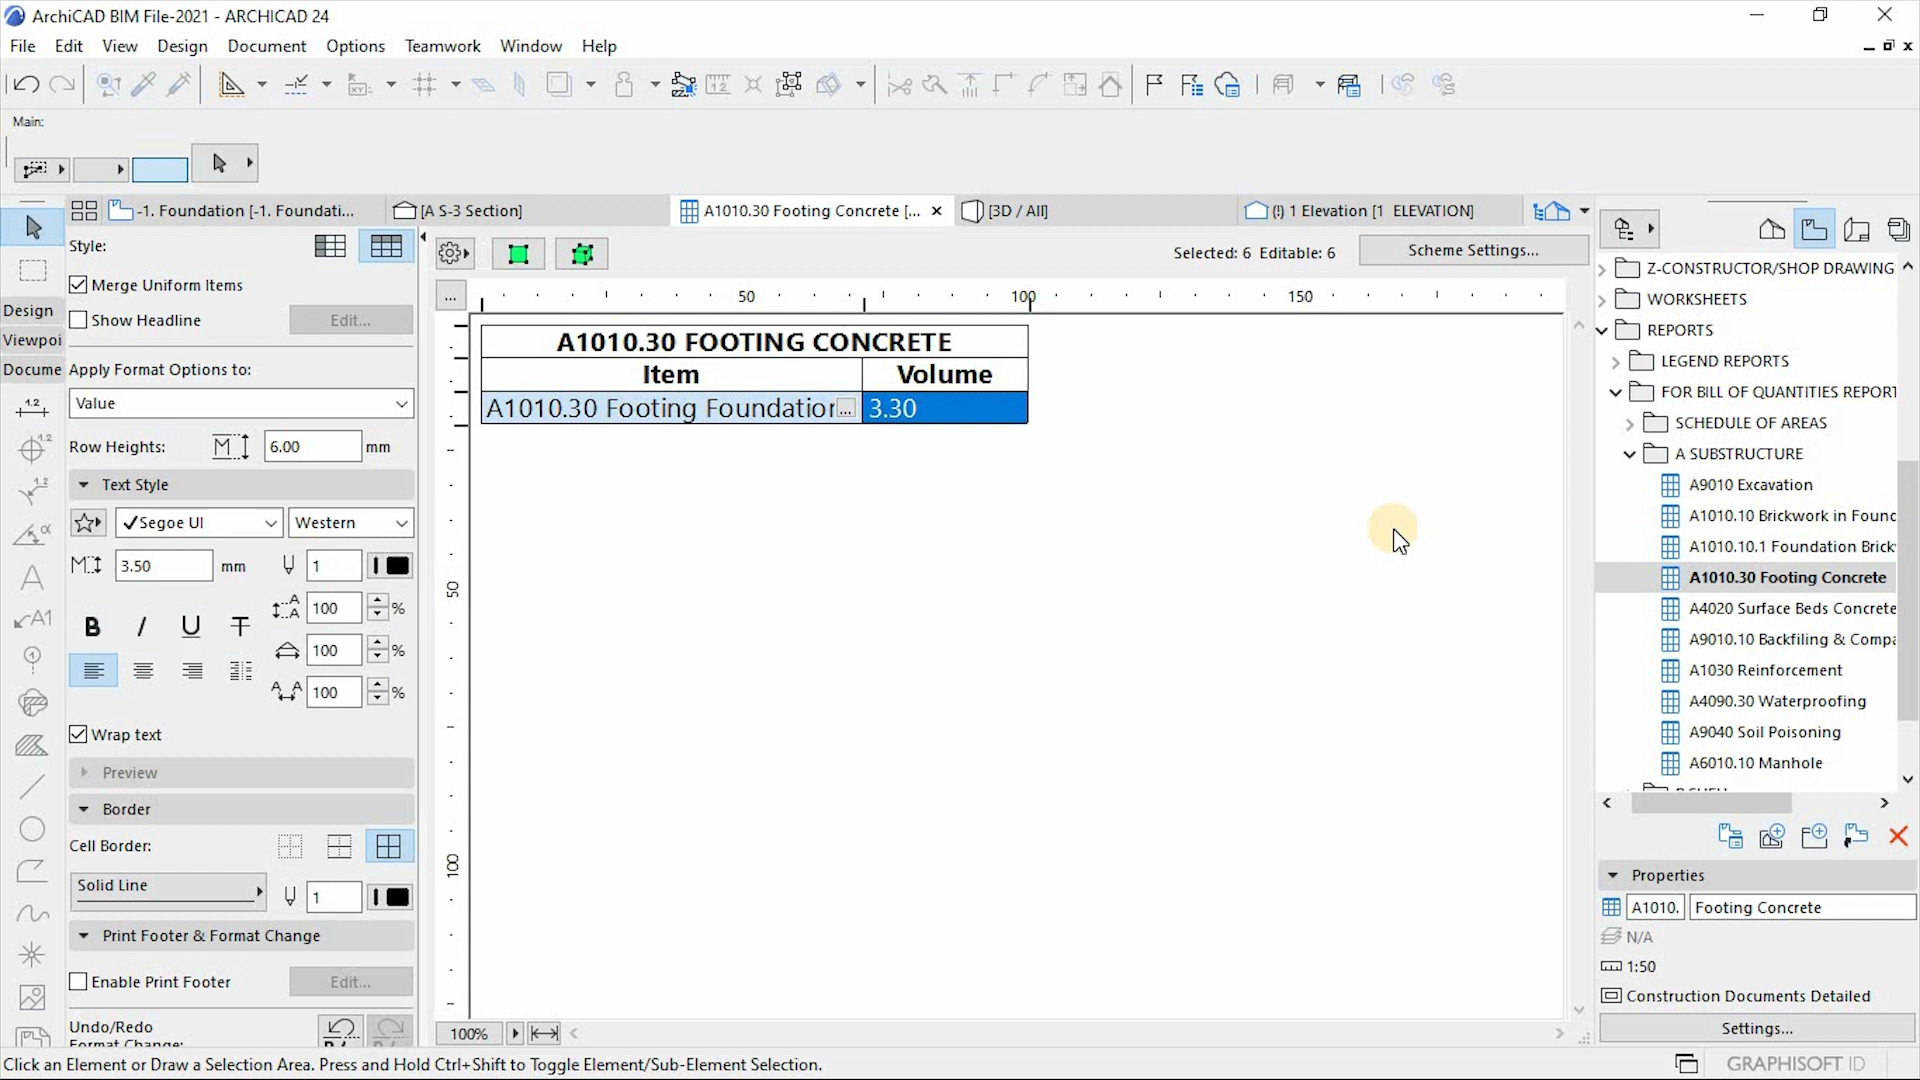 ArchiCAD BIM File-2021 - ARCHICAD 24
File Edit View Design Document Options Teamwork Window Help
Main:
-1. Foundation [-1. Foundati...
[A S-3 Section]
A1010.30 Footing Concrete [...
[3D / All]
(!) 1 Elevation [1 ELEVATION]
Style:
Selected: 6 Editable: 6
Scheme Settings...
Merge Uniform Items
Show Headline
Edit...
Design
Viewpoi
Docume
Apply Format Options to:
Value
Row Heights:
6.00
mm
Text Style
Segoe UI
Western
3.50
mm
1
100
%
100
%
100
%
Wrap text
Preview
Border
Cell Border:
Solid Line
1
Print Footer & Format Change
Enable Print Footer
Edit...
Undo/Redo
Format Change:
50
100
150
50
100
A1010.30 FOOTING CONCRETE
Item Volume
A1010.30 Footing Foundation ... 3.30
100%
Z-CONSTRUCTOR/SHOP DRAWING
WORKSHEETS
REPORTS
LEGEND REPORTS
FOR BILL OF QUANTITIES REPORT
SCHEDULE OF AREAS
A SUBSTRUCTURE
A9010 Excavation
A1010.10 Brickwork in Found
A1010.10.1 Foundation Brick
A1010.30 Footing Concrete
A4020 Surface Beds Concrete
A9010.10 Backfiling & Compa
A1030 Reinforcement
A4090.30 Waterproofing
A9040 Soil Poisoning
A6010.10 Manhole
Properties
A1010. Footing Concrete
N/A
1:50
Construction Documents Detailed
Settings...
Click an Element or Draw a Selection Area. Press and Hold Ctrl+Shift to Toggle Element/Sub-Element Selection.
GRAPHISOFT ID